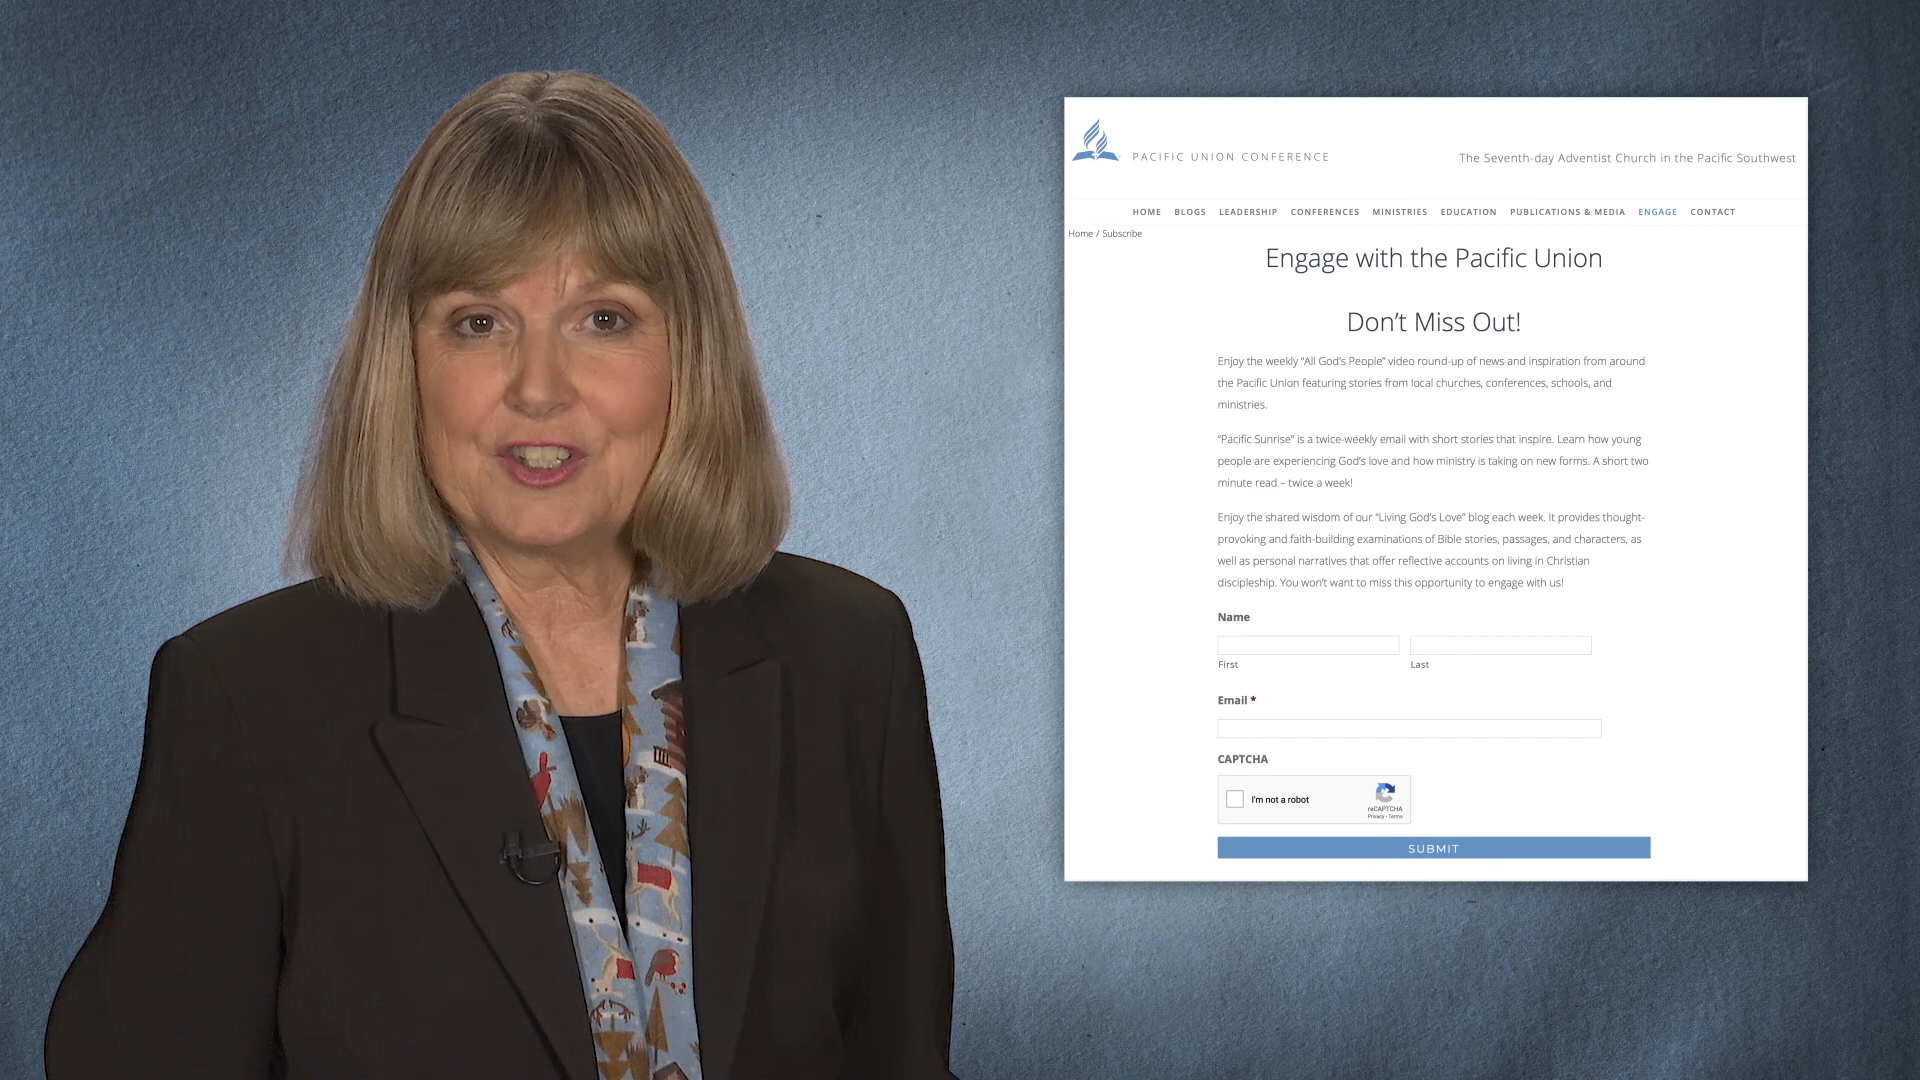 PACIFIC UNION CONFERENCE
The Seventh-day Adventist Church in the Pacific Southwest
HOME BLOGS LEADERSHIP CONFERENCES MINISTRIES EDUCATION PUBLICATIONS & MEDIA ENGAGE CONTACT
Home / Subscribe
Engage with the Pacific Union
Don’t Miss Out!
Enjoy the weekly “All God’s People” video round-up of news and inspiration from around
the Pacific Union featuring stories from local churches, conferences, schools, and
ministries.
“Pacific Sunrise” is a twice-weekly email with short stories that inspire. Learn how young
people are experiencing God’s love and how ministry is taking on new forms. A short two
minute read – twice a week!
Enjoy the shared wisdom of our “Living God’s Love” blog each week. It provides thought-
provoking and faith-building examinations of Bible stories, passages, and characters, as
well as personal narratives that offer reflective accounts on living in Christian
discipleship. You won’t want to miss this opportunity to engage with us!
Name
First Last
Email *
CAPTCHA
I'm not a robot
reCAPTCHA
Privacy - Terms
SUBMIT